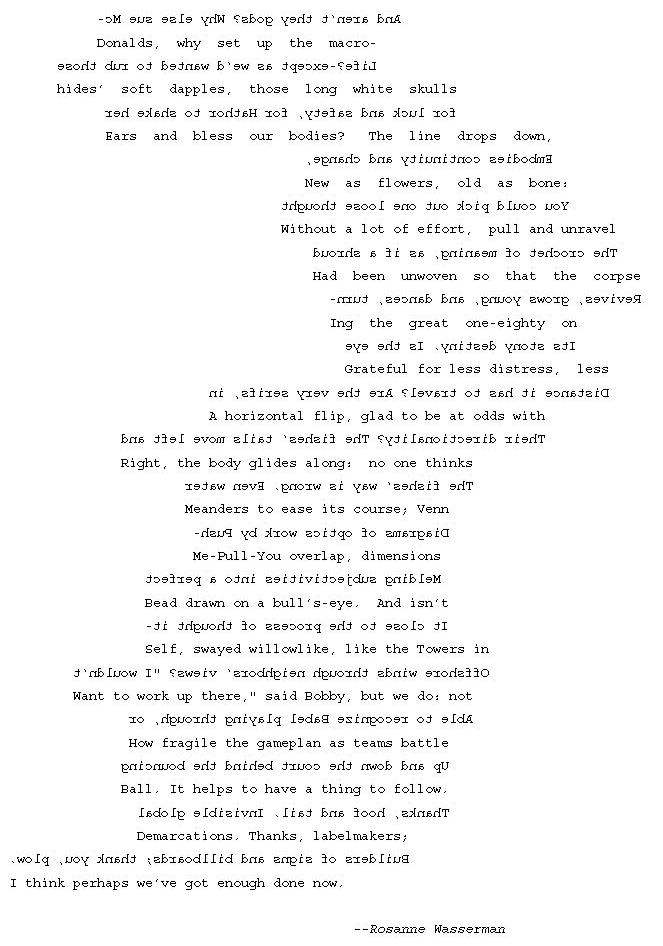 And aren't they gods? Why else sue Mc-
Donalds, why set up the macro-
Life?-except as we'd wanted to rub those
hides' soft dapples, those long white skulls
for luck and safety, for Hathor to shake her
Ears and bless our bodies? The line drops down,
Embodies continuity and change,
New as flowers, old as bone:
You could pick out one loose thought
Without a lot of effort, pull and unravel
The crochet of meaning, as if a shroud
Had been unwoven so that the corpse
Revives, grows young, and dances, turn-
Ing the great one-eighty on
Its stony destiny. Is the eye
Grateful for less distress, less
Distance it has to travel? Are the very serifs, in
A horizontal flip, glad to be at odds with
Their directionality? The fishes' tails move left and
Right, the body glides along: no one thinks
The fishes' way is wrong. Even water
Meanders to ease its course; Venn
Diagrams of optics work by Push-
Me-Pull-You overlap, dimensions
Melding subjectivities into a perfect
Bead drawn on a bull's-eye. And isn't
It close to the process of thought it-
Self, swayed willowlike, like the Towers in
Offshore winds through neighbors' views? "I wouldn't
Want to work up there," said Bobby, but we do: not
Able to recognize Babel playing through, or
How fragile the gameplan as teams battle
Up and down the court behind the bouncing
Ball. It helps to have a thing to follow.
Thanks, hoof and tail. Invisible global
Demarcations. Thanks, labelmakers;
Builders of signs and billboards; thank you, plow.
I think perhaps we've got enough done now.
--Rosanne Wasserman